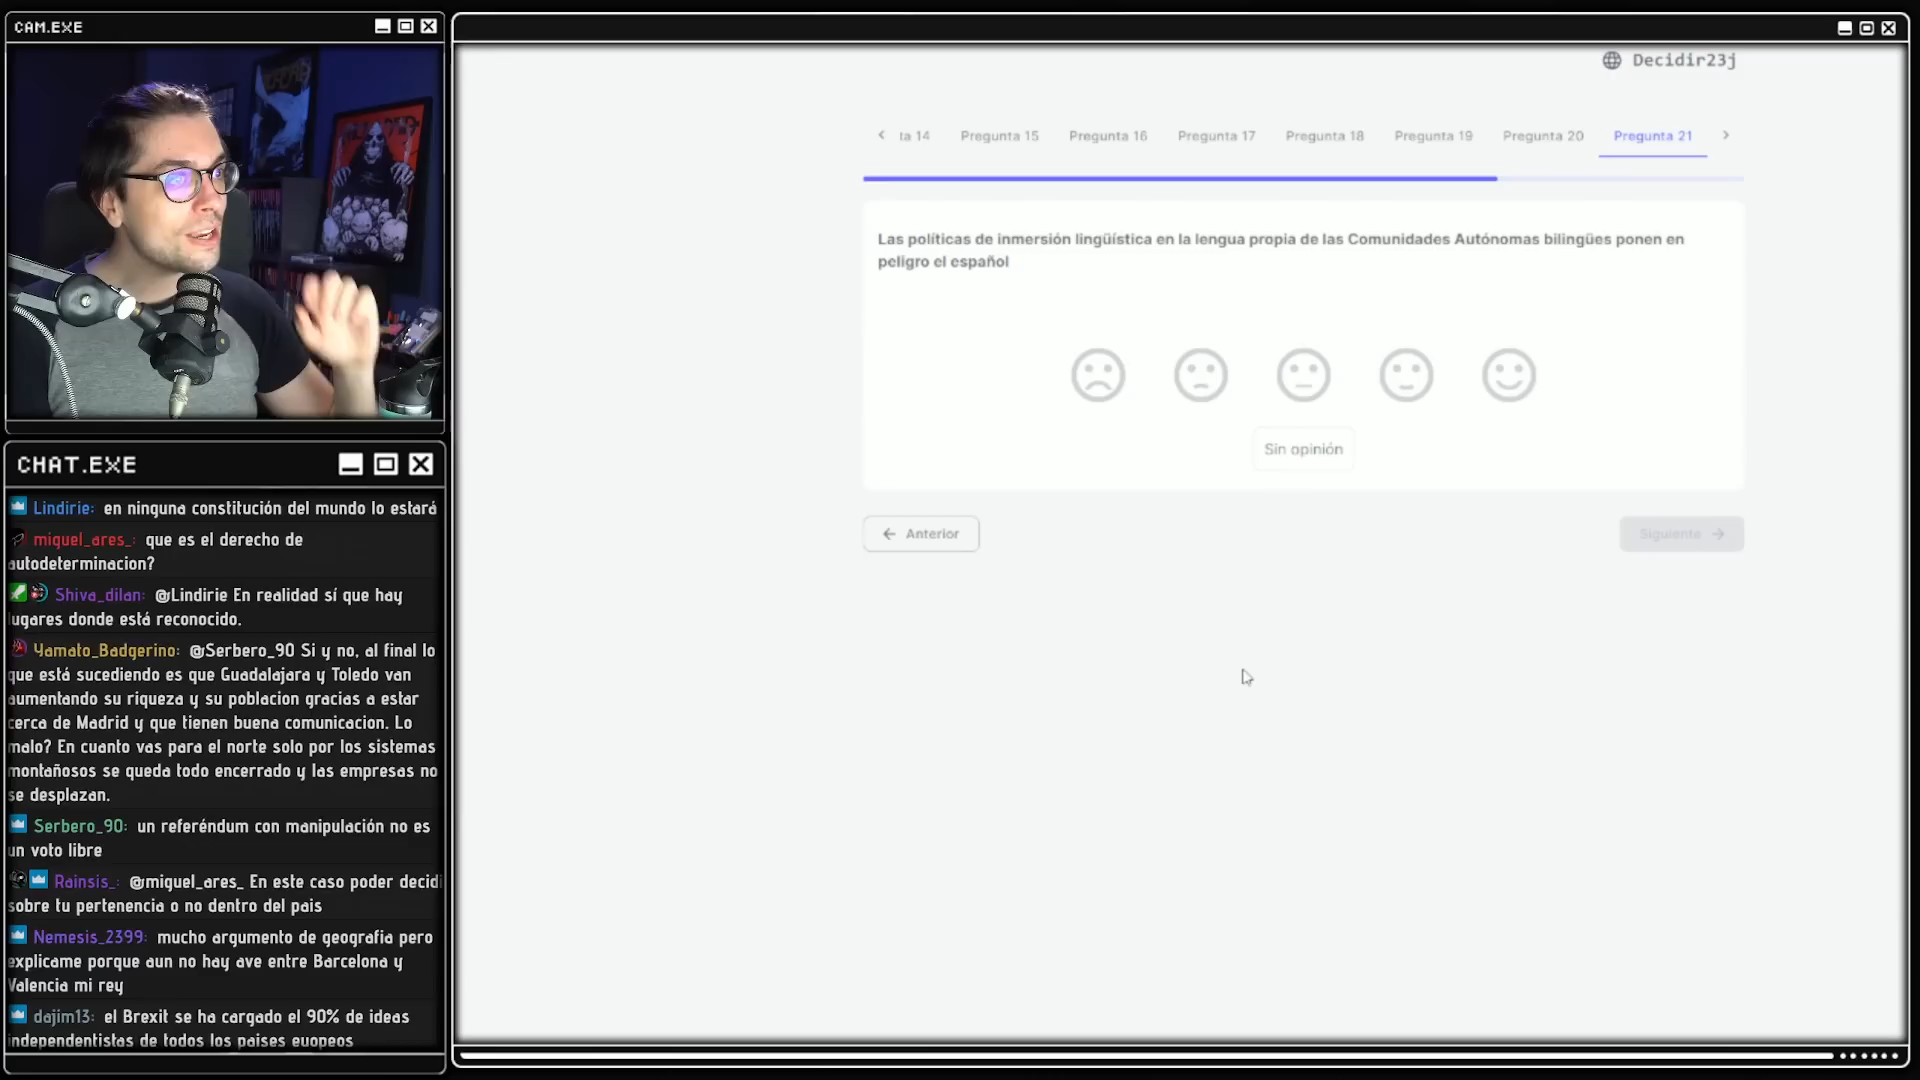 CAM.EXE
CHAT.EXE
Lindirie: en ninguna constitución del mundo lo estará
miguel_ares_: que es el derecho de
autodeterminacion?
Shiva_dilan: @Lindirie En realidad sí que hay
lugares donde está reconocido.
Yamato_Badgerino: @Serbero_90 Si y no, al final lo
que está sucediendo es que Guadalajara y Toledo van
aumentando su riqueza y su poblacion gracias a estar
cerca de Madrid y que tienen buena comunicacion. Lo
malo? En cuanto vas para el norte solo por los sistemas
montañosos se queda todo encerrado y las empresas no
se desplazan.
Serbero_90: un referéndum con manipulación no es
un voto libre
Rainsis_: @miguel_ares_ En este caso poder decidi
sobre tu pertenencia o no dentro del pais
Nemesis_2399: mucho argumento de geografia pero
explicame porque aun no hay ave entre Barcelona y
Valencia mi rey
dajim13: el Brexit se ha cargado el 90% de ideas
independentistas de todos los paises euopeos
Decidir23j
ta 14 Pregunta 15 Pregunta 16 Pregunta 17 Pregunta 18 Pregunta 19 Pregunta 20 Pregunta 21
Las políticas de inmersión lingüística en la lengua propia de las Comunidades Autónomas bilingües ponen en
peligro el español
Sin opinión
Anterior
Siguiente